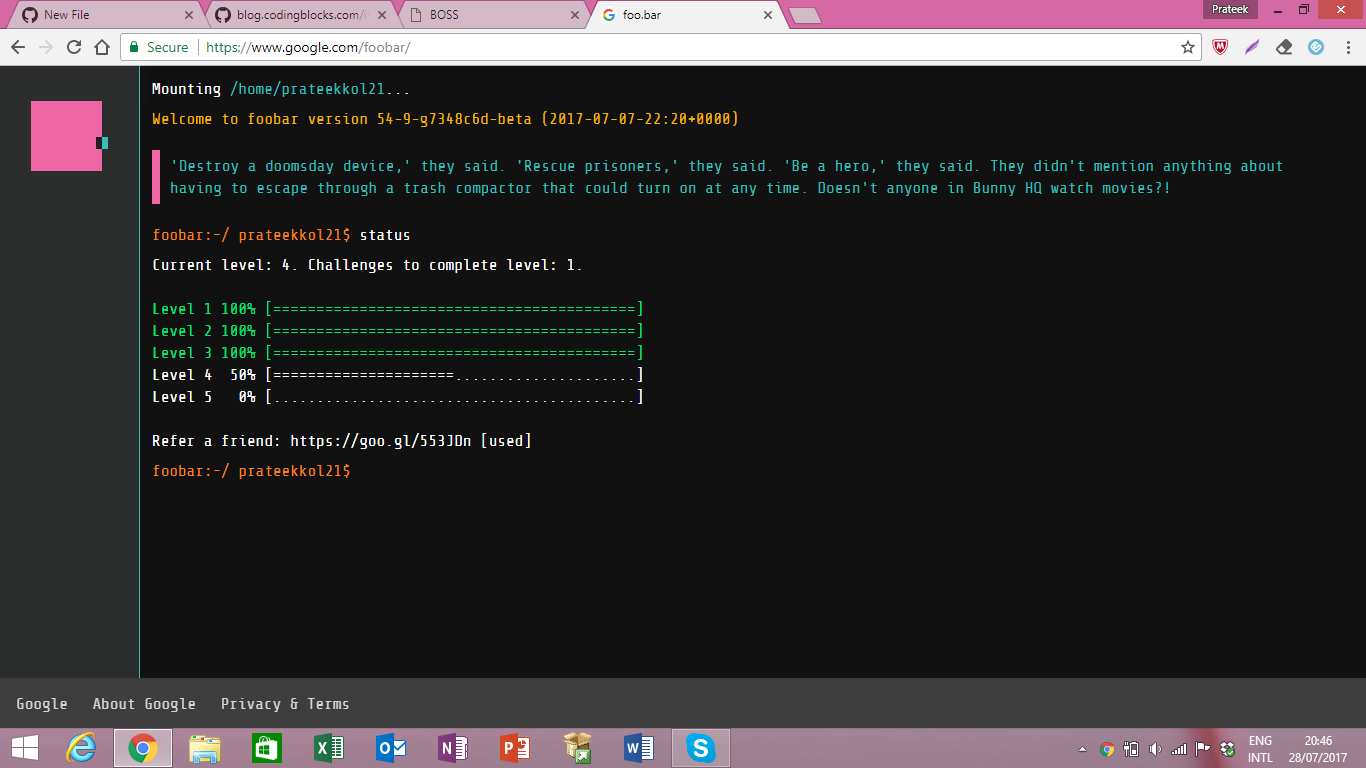 New File
blog.codingblocks.com/i
BOSS
foo.bar
Prateek
Secure
https://www.google.com/foobar/
Mounting /home/prateekkol21...
Welcome to foobar version 54-9-g7348c6d-beta (2017-07-07-22:20+0000)
'Destroy a doomsday device,' they said. 'Rescue prisoners,' they said. 'Be a hero,' they said. They didn't mention anything about
having to escape through a trash compactor that could turn on at any time. Doesn't anyone in Bunny HQ watch movies?!
foobar:~/ prateekkol21$ status
Current level: 4. Challenges to complete level: 1.
Level 1 100% [==========================================]
Level 2 100% [==========================================]
Level 3 100% [==========================================]
Level 4  50% [=====================.....................]
Level 5   0% [..........................................]
Refer a friend: https://goo.gl/553JDn [used]
foobar:~/ prateekkol21$
Google About Google Privacy & Terms
ENG 20:46
INTL 28/07/2017